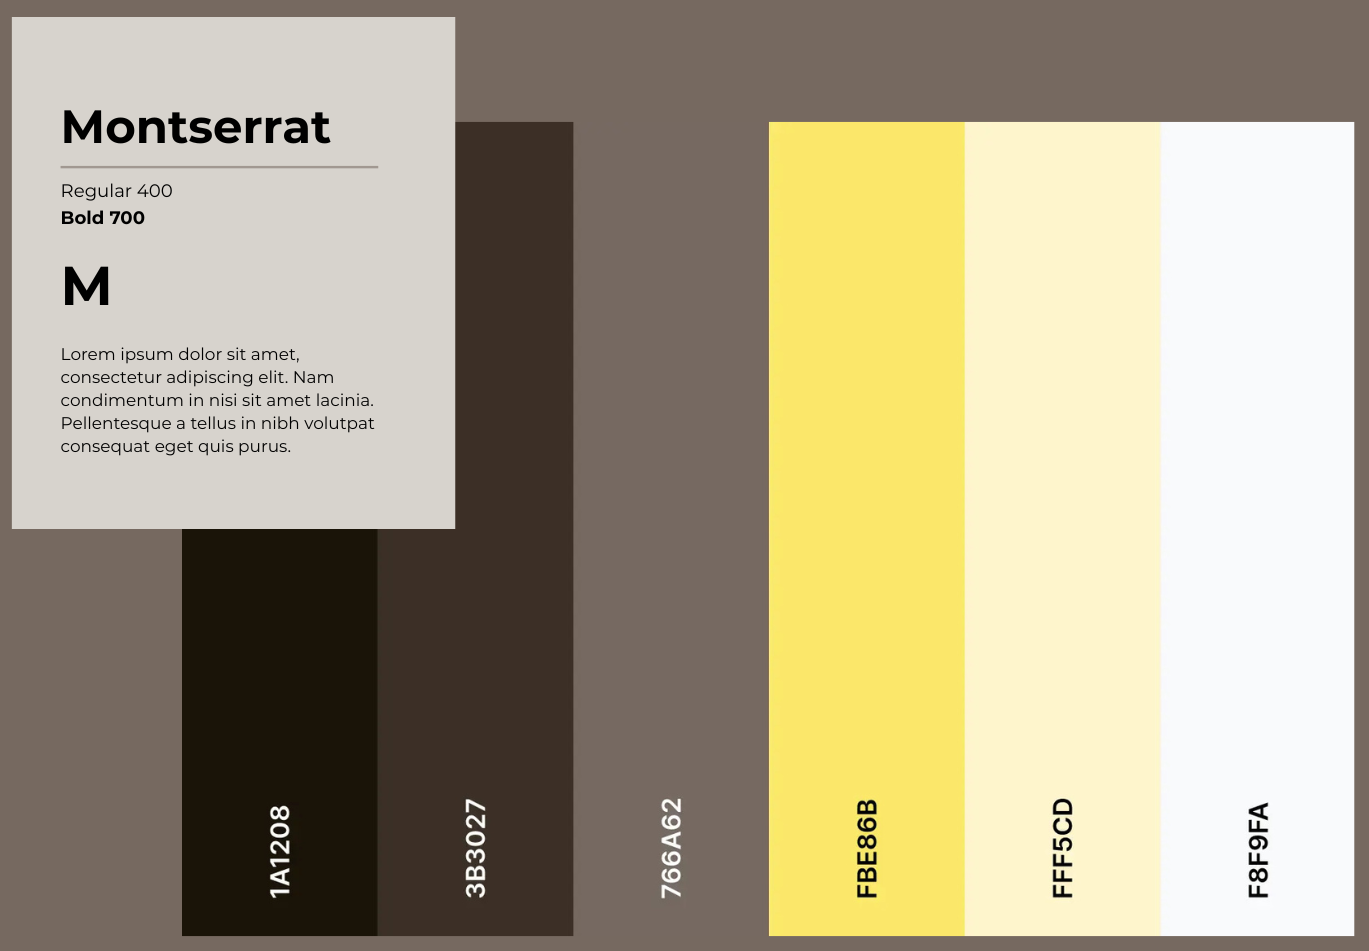 Montserrat
Regular 400
Bold 700
M
Lorem ipsum dolor sit amet,
consectetur adipiscing elit. Nam
condimentum in nisi sit amet lacinia.
Pellentesque a tellus in nibh volutpat
consequat eget quis purus.
1A1208
3B3027
766A62
FBE86B
FFF5CD
F8F9FA